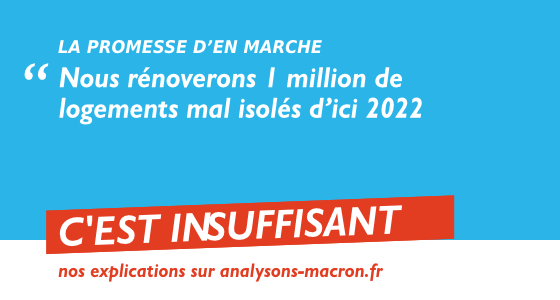 LA PROMESSE D’EN MARCHE
“ Nous rénoverons 1 million de
logements mal isolés d’ici 2022
C'EST INSUFFISANT
nos explications sur analysons-macron.fr